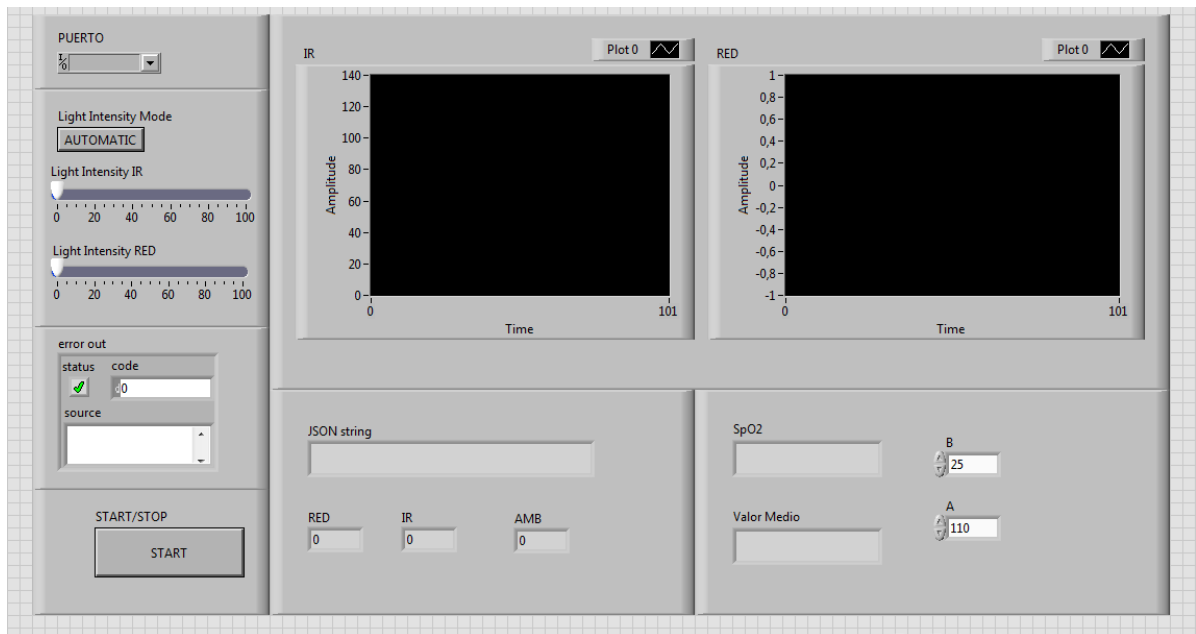 PUERTO
I/O
Light Intensity Mode
AUTOMATIC
Light Intensity IR
0 20 40 60 80 100
Light Intensity RED
0 20 40 60 80 100
error out
status code
0
source
START/STOP
START
IR
Plot 0
140
120
100
80
60
40
20
0
Amplitude
0 101
Time
RED
Plot 0
1
0,8
0,6
0,4
0,2
0
-0,2
-0,4
-0,6
-0,8
-1
Amplitude
0 101
Time
JSON string
RED IR AMB
0 0 0
SpO2
B
25
Valor Medio
A
110